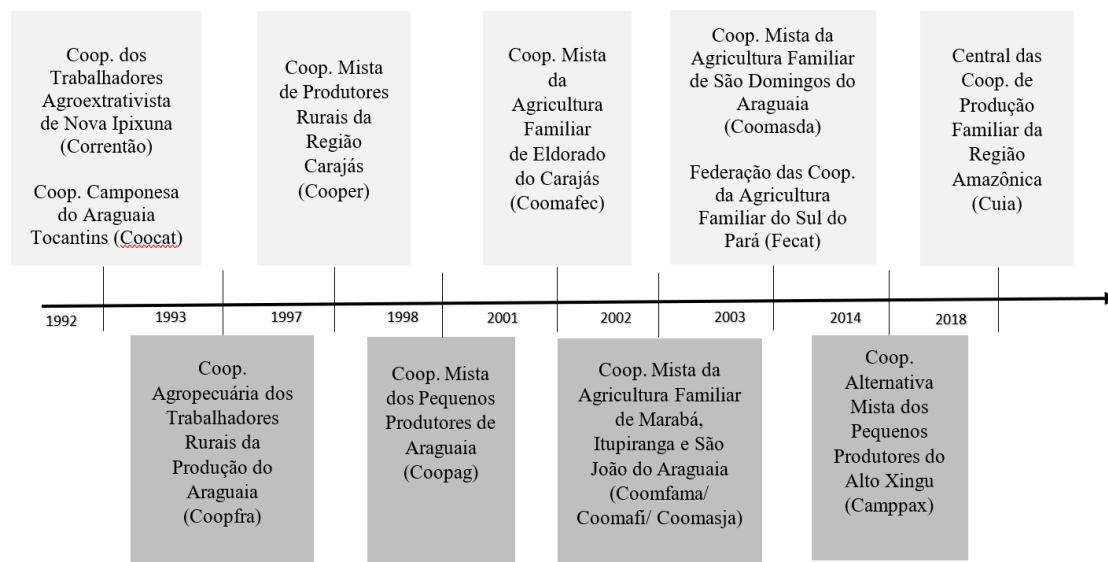 Coop. dos
Trabalhadores
Agroextrativista
de Nova Ipixuna
(Correntão)
Coop. Camponesa
do Araguaia
Tocantins (Coocat)
Coop. Mista
de Produtores
Rurais da
Região
Carajás
(Cooper)
Coop. Mista
da
Agricultura
Familiar
de Eldorado
do Carajás
(Coomafec)
Coop. Mista da
Agricultura Familiar
de São Domingos do
Araguaia
(Coomasda)
Federação das Coop.
da Agricultura
Familiar do Sul do
Pará (Fecat)
Central das
Coop. de
Produção
Familiar da
Região
Amazônica
(Cuia)
1992 1993 1997 1998 2001 2002 2003 2014 2018
Coop.
Agropecuária dos
Trabalhadores
Rurais da
Produção do
Araguaia
(Coopfra)
Coop. Mista
dos Pequenos
Produtores de
Araguaia
(Coopag)
Coop. Mista da
Agricultura Familiar
de Marabá,
Itupiranga e São
João do Araguaia
(Coomfama/
Coomafi/ Coomasja)
Coop.
Alternativa
Mista dos
Pequenos
Produtores do
Alto Xingu
(Camppax)